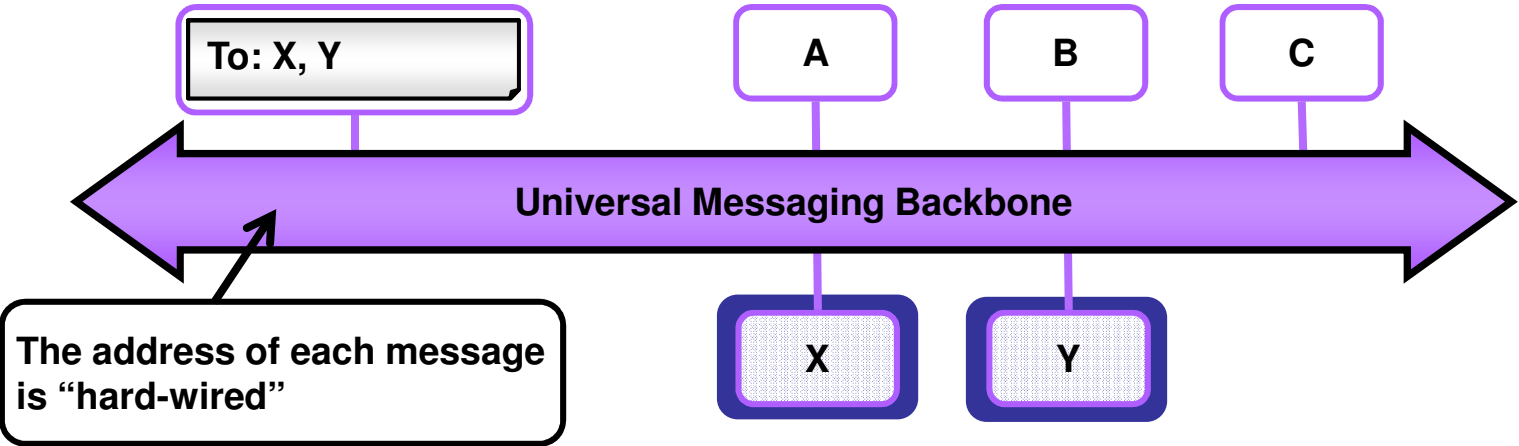 To: X, Y
A
B
C
Universal Messaging Backbone
The address of each message
is “hard-wired”
X
Y